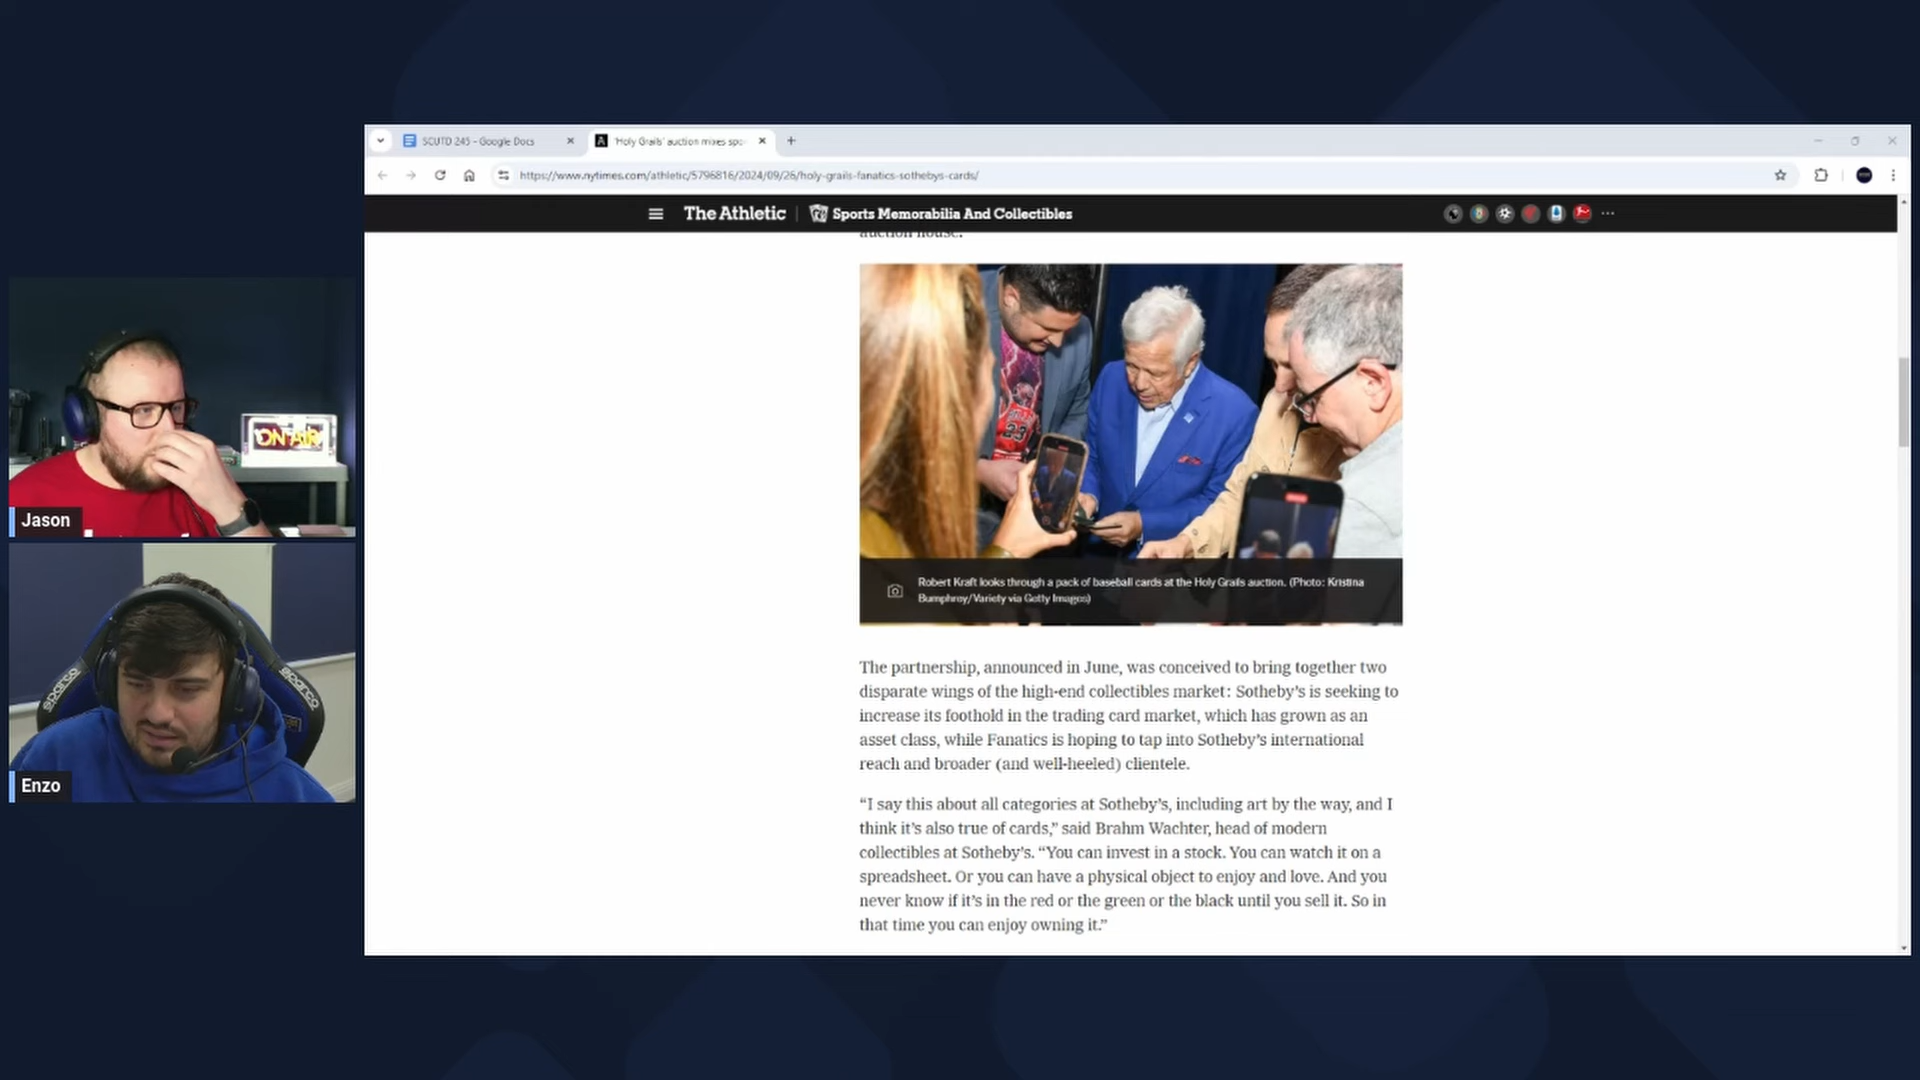 SCUTD 245 - Google Docs
'Holy Grails' auction mixes spo
https://www.nytimes.com/athletic/5796816/2024/09/26/holy-grails-fanatics-sothebys-cards/
The Athletic
Sports Memorabilia And Collectibles
auction house.
23
Robert Kraft looks through a pack of baseball cards at the Holy Grails auction. (Photo: Kristina
Bumphrey/Variety via Getty Images)
The partnership, announced in June, was conceived to bring together two
disparate wings of the high-end collectibles market: Sotheby's is seeking to
increase its foothold in the trading card market, which has grown as an
asset class, while Fanatics is hoping to tap into Sotheby's international
reach and broader (and well-heeled) clientele.
“I say this about all categories at Sotheby's, including art by the way, and I
think it's also true of cards,” said Brahm Wachter, head of modern
collectibles at Sotheby's. “You can invest in a stock. You can watch it on a
spreadsheet. Or you can have a physical object to enjoy and love. And you
never know if it's in the red or the green or the black until you sell it. So in
that time you can enjoy owning it.”
ON AIR
Jason
sparco
sparco
Enzo